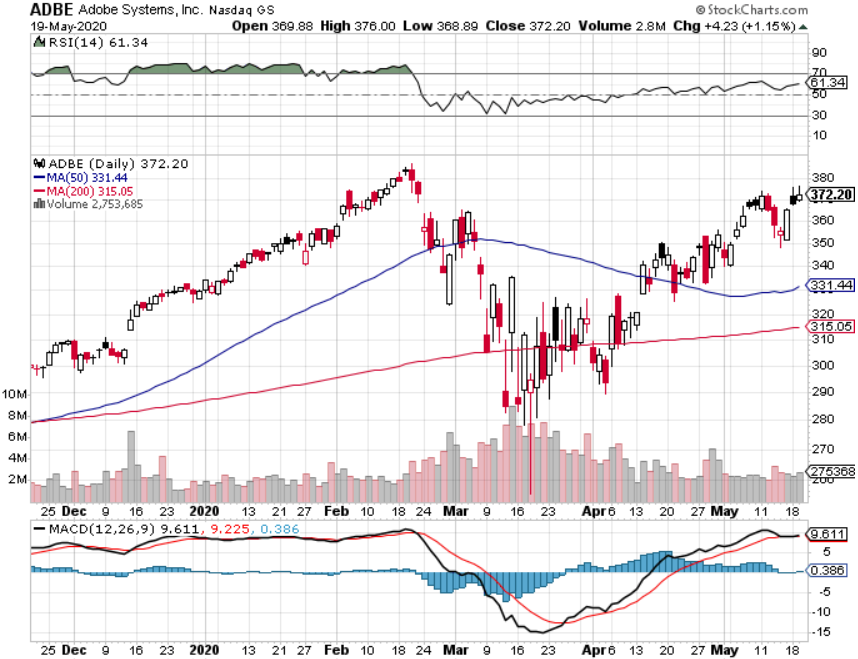 ADBE Adobe Systems, Inc. Nasdaq GS
© StockCharts.com
19-May-2020
Open 369.88 High 376.00 Low 368.89 Close 372.20 Volume 2.8M Chg +4.23 (+1.15%)
RSI(14) 61.34
90
70
61.34
50
30
10
ADBE (Daily) 372.20
MA(50) 331.44
MA(200) 315.05
Volume 2,753,685
380
372.20
360
350
340
331.44
320
315.05
310
300
290
280
270
10M
8M
6M
4M
2M
275368
25 Dec 9 16 23 2020 13 21 27 Feb 10 18 24 Mar 9 16 23 Apr 6 13 20 27 May 11 18
MACD(12,26,9) 9.611, 9.225, 0.386
9.611
5
0.386
-5
-10
-15
25 Dec 9 16 23 2020 13 21 27 Feb 10 18 24 Mar 9 16 23 Apr 6 13 20 27 May 11 18